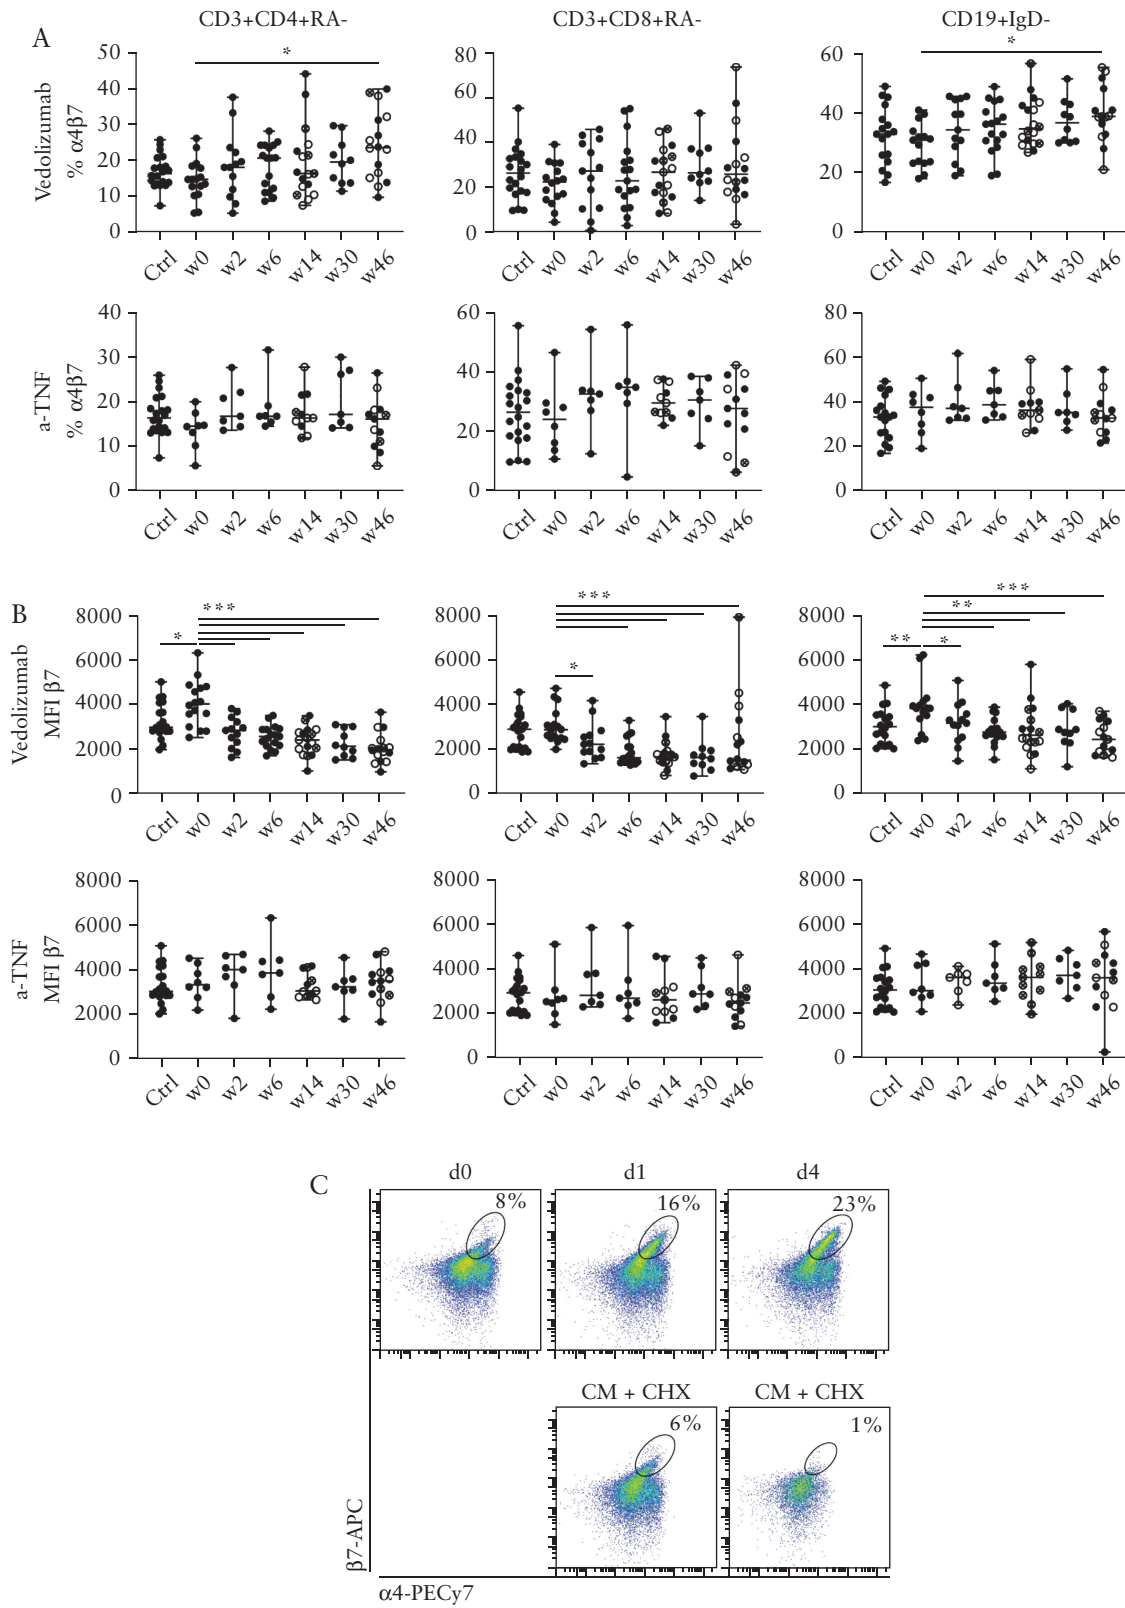 A
CD3+CD4+RA-
CD3+CD8+RA-
CD19+IgD-
Vedolizumab
% α4β7
50
40
30
20
10
0
*
Ctrl w0 w2 w6 w14 w30 w46
80
60
40
20
0
Ctrl w0 w2 w6 w14 w30 w46
60
40
20
0
*
Ctrl w0 w2 w6 w14 w30 w46
a-TNF
% α4β7
40
30
20
10
0
Ctrl w0 w2 w6 w14 w30 w46
60
40
20
0
Ctrl w0 w2 w6 w14 w30 w46
80
60
40
20
0
Ctrl w0 w2 w6 w14 w30 w46
B
Vedolizumab
MFI β7
8000
6000
4000
2000
0
***
*
Ctrl w0 w2 w6 w14 w30 w46
8000
6000
4000
2000
0
***
*
Ctrl w0 w2 w6 w14 w30 w46
8000
6000
4000
2000
0
***
**
** *
Ctrl w0 w2 w6 w14 w30 w46
a-TNF
MFI β7
8000
6000
4000
2000
0
Ctrl w0 w2 w6 w14 w30 w46
8000
6000
4000
2000
0
Ctrl w0 w2 w6 w14 w30 w46
8000
6000
4000
2000
0
Ctrl w0 w2 w6 w14 w30 w46
C
d0
d1
d4
8%
16%
23%
CM + CHX
CM + CHX
6%
1%
β7-APC
α4-PECy7